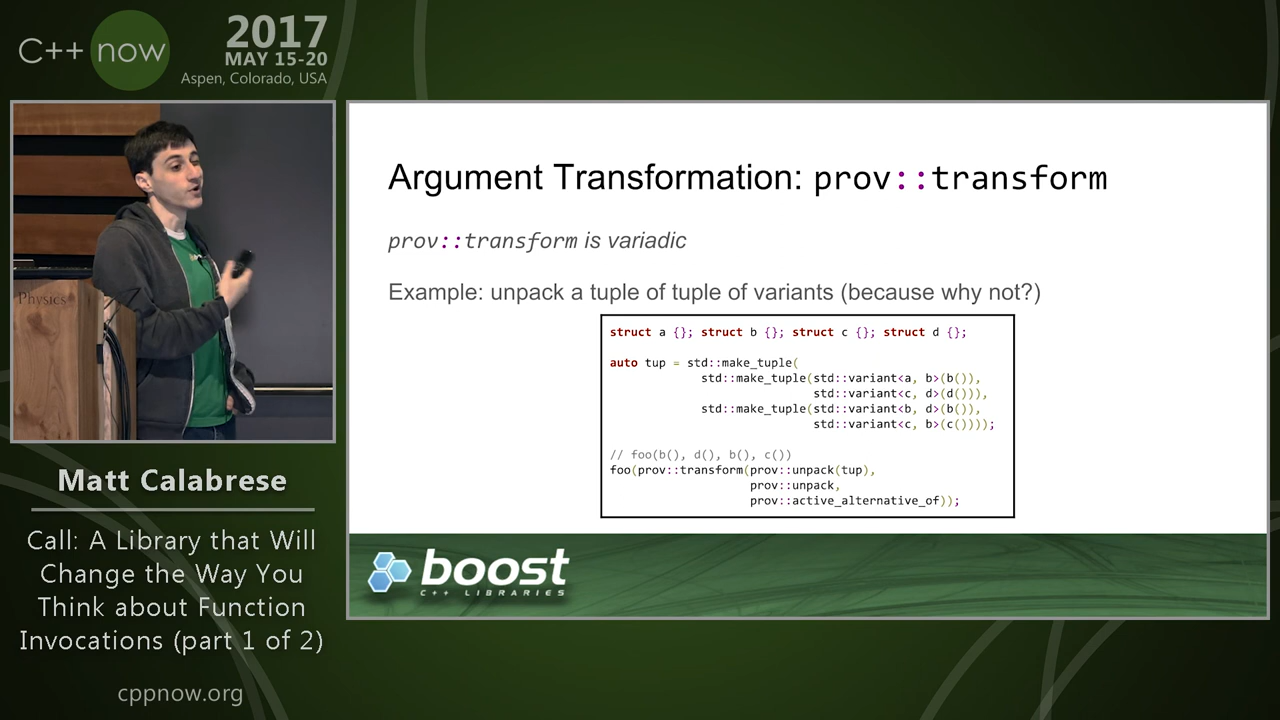 C++ now
2017
MAY 15-20
Aspen, Colorado, USA
Physics
Matt Calabrese
Call: A Library that Will
Change the Way You
Think about Function
Invocations (part 1 of 2)
cppnow.org
Argument Transformation: prov::transform
prov::transform is variadic
Example: unpack a tuple of tuple of variants (because why not?)
struct a {}; struct b {}; struct c {}; struct d {};
auto tup = std::make_tuple(
std::make_tuple(std::variant<a, b>(b()),
std::variant<c, d>(d())),
std::make_tuple(std::variant<b, d>(b()),
std::variant<c, b>(c())));
// foo(b(), d(), b(), c())
foo(prov::transform(prov::unpack(tup),
prov::unpack,
prov::active_alternative_of));
boost
C++ LIBRARIES